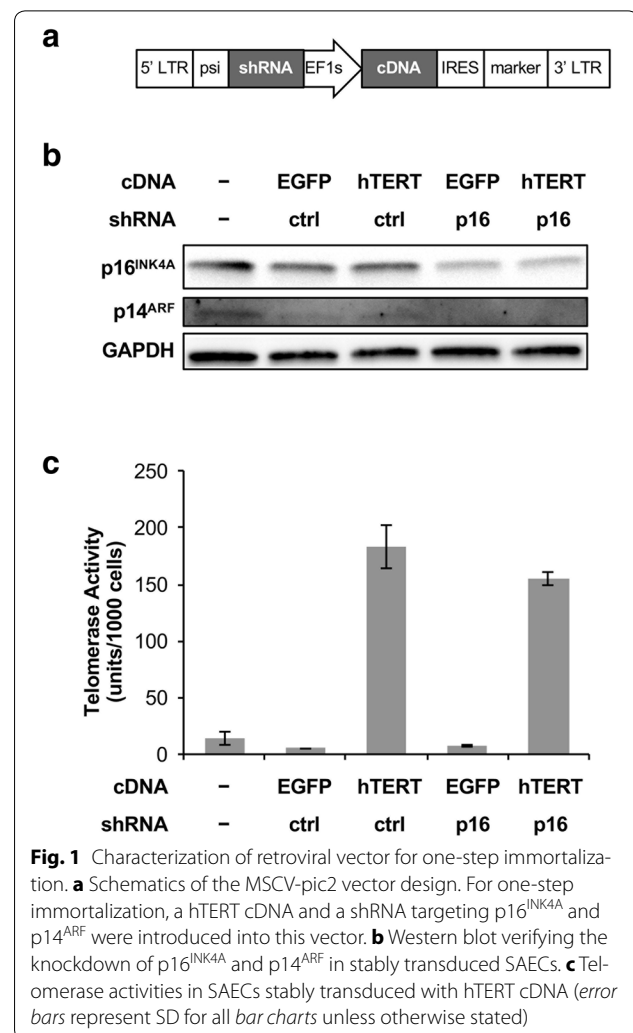 a
5' LTR psi shRNA EF1s cDNA IRES marker 3' LTR
b
cDNA – EGFP hTERT EGFP hTERT
shRNA – ctrl ctrl p16 p16
p16INK4A
p14ARF
GAPDH
c
Telomerase Activity
(units/1000 cells)
250
200
150
100
50
0
cDNA – EGFP hTERT EGFP hTERT
shRNA – ctrl ctrl p16 p16
Fig. 1 Characterization of retroviral vector for one-step immortaliza-
tion. a Schematics of the MSCV-pic2 vector design. For one-step
immortalization, a hTERT cDNA and a shRNA targeting p16INK4A and
p14ARF were introduced into this vector. b Western blot verifying the
knockdown of p16INK4A and p14ARF in stably transduced SAECs. c Tel-
omerase activities in SAECs stably transduced with hTERT cDNA (error
bars represent SD for all bar charts unless otherwise stated)